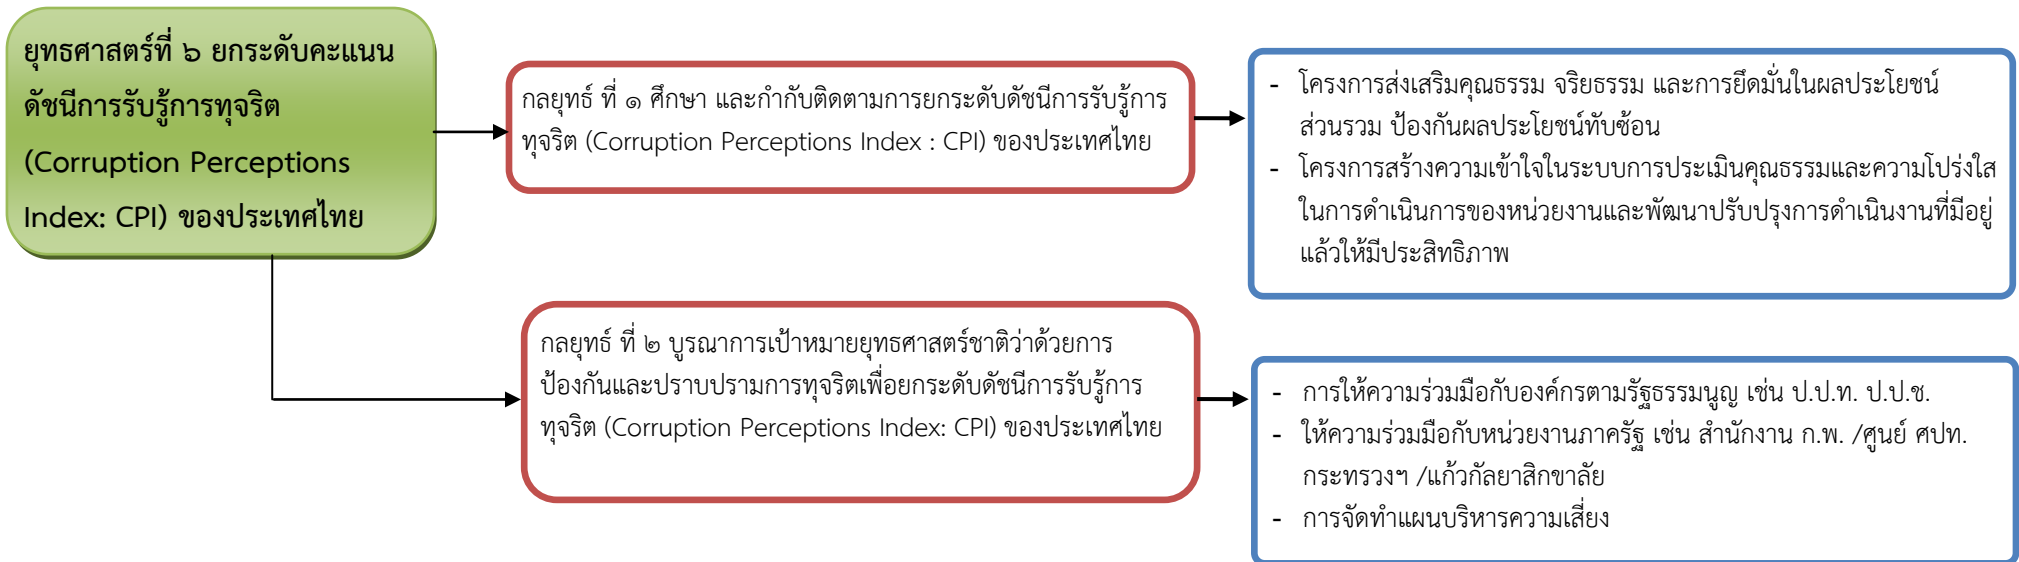 ยุทธศาสตร์ที่ ๖ ยกระดับคะแนน
ดัชนีการรับรู้การทุจริต
(Corruption Perceptions
Index: CPI) ของประเทศไทย
กลยุทธ์ ที่ ๑ ศึกษา และกำกับติดตามการยกระดับดัชนีการรับรู้การ
ทุจริต (Corruption Perceptions Index : CPI) ของประเทศไทย
- โครงการส่งเสริมคุณธรรม จริยธรรม และการยึดมั่นในผลประโยชน์
ส่วนรวม ป้องกันผลประโยชน์ทับซ้อน
- โครงการสร้างความเข้าใจในระบบการประเมินคุณธรรมและความโปร่งใส
ในการดำเนินการของหน่วยงานและพัฒนาปรับปรุงการดำเนินงานที่มีอยู่
แล้วให้มีประสิทธิภาพ
กลยุทธ์ ที่ ๒ บูรณาการเป้าหมายยุทธศาสตร์ชาติว่าด้วยการ
ป้องกันและปราบปรามการทุจริตเพื่อยกระดับดัชนีการรับรู้การ
ทุจริต (Corruption Perceptions Index: CPI) ของประเทศไทย
- การให้ความร่วมมือกับองค์กรตามรัฐธรรมนูญ เช่น ป.ป.ท. ป.ป.ช.
- ให้ความร่วมมือกับหน่วยงานภาครัฐ เช่น สำนักงาน ก.พ. /ศูนย์ ศปท.
กระทรวงฯ /แก้วกัลยาสิกขาลัย
- การจัดทำแผนบริหารความเสี่ยง